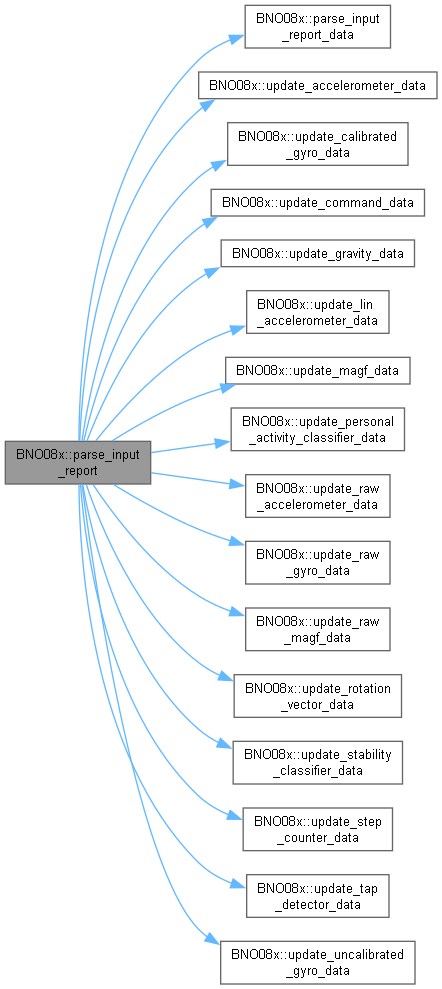 BNO08x::parse_input
_report_data
BNO08x::update_accelerometer_data
BNO08x::update_calibrated
_gyro_data
BNO08x::update_command_data
BNO08x::update_gravity_data
BNO08x::update_lin
_accelerometer_data
BNO08x::update_magf_data
BNO08x::update_personal
_activity_classifier_data
BNO08x::parse_input
_report
BNO08x::update_raw
_accelerometer_data
BNO08x::update_raw
_gyro_data
BNO08x::update_raw
_magf_data
BNO08x::update_rotation
_vector_data
BNO08x::update_stability
_classifier_data
BNO08x::update_step
_counter_data
BNO08x::update_tap
_detector_data
BNO08x::update_uncalibrated
_gyro_data